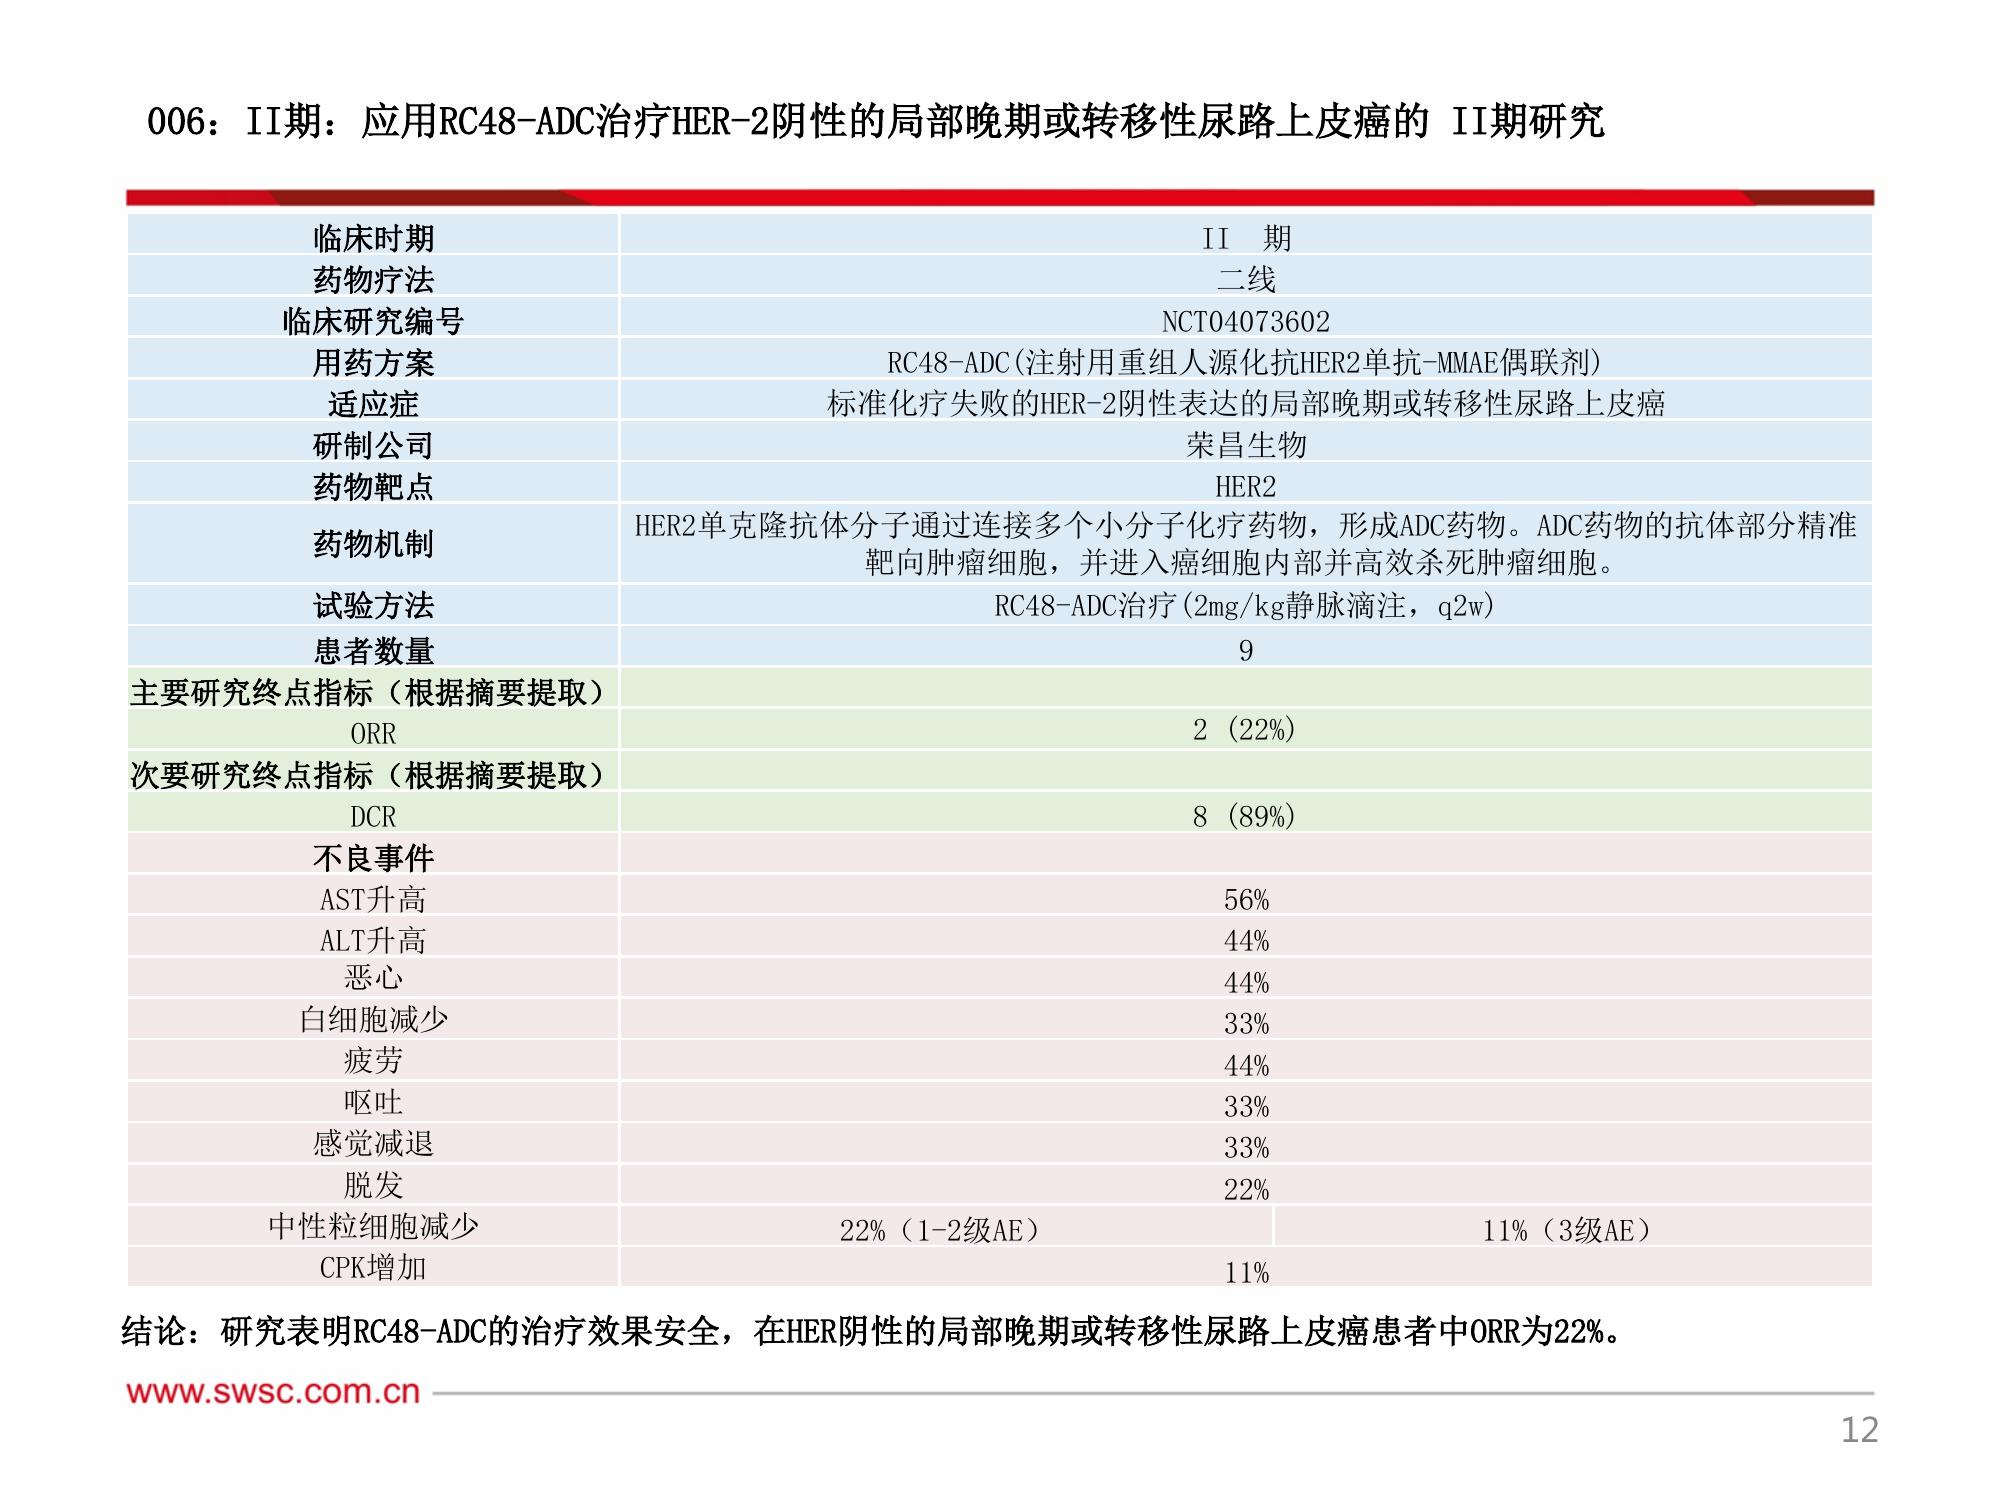 006：II期：应用RC48-ADC治疗HER-2阴性的局部晚期或转移性尿路上皮癌的 II期研究
临床时期 II 期
药物疗法 二线
临床研究编号 NCT04073602
用药方案 RC48-ADC(注射用重组人源化抗HER2单抗-MMAE偶联剂)
适应症 标准化疗失败的HER-2阴性表达的局部晚期或转移性尿路上皮癌
研制公司 荣昌生物
药物靶点 HER2
药物机制 HER2单克隆抗体分子通过连接多个小分子化疗药物，形成ADC药物。ADC药物的抗体部分精准
靶向肿瘤细胞，并进入癌细胞内部并高效杀死肿瘤细胞。
试验方法 RC48-ADC治疗(2mg/kg静脉滴注，q2w)
患者数量 9
主要研究终点指标（根据摘要提取）
ORR 2 (22%)
次要研究终点指标（根据摘要提取）
DCR 8 (89%)
不良事件
AST升高 56%
ALT升高 44%
恶心 44%
白细胞减少 33%
疲劳 44%
呕吐 33%
感觉减退 33%
脱发 22%
中性粒细胞减少 22%（1-2级AE） 11%（3级AE）
CPK增加 11%
结论：研究表明RC48-ADC的治疗效果安全，在HER阴性的局部晚期或转移性尿路上皮癌患者中ORR为22%。
www.swsc.com.cn
12